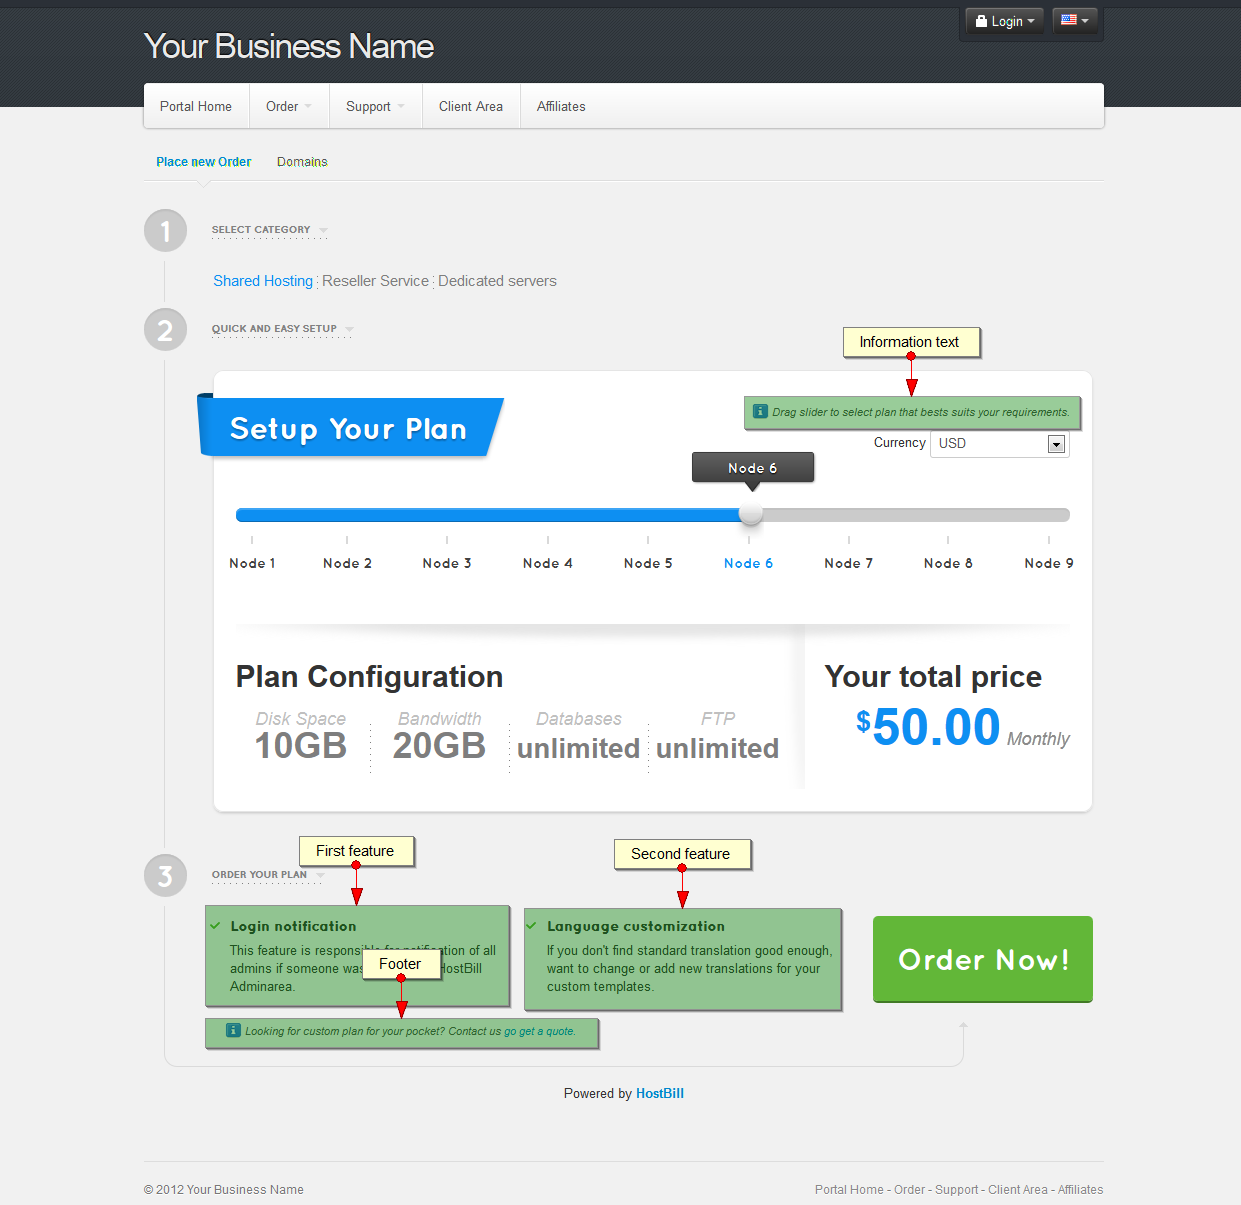 Login
Your Business Name
Portal Home
Order
Support
Client Area
Affiliates
Place new Order
Domains
1
SELECT CATEGORY
Shared Hosting
Reseller Service
Dedicated servers
2
QUICK AND EASY SETUP
Information text
Setup Your Plan
Drag slider to select plan that bests suits your requirements.
Currency
USD
Node 6
Node 1
Node 2
Node 3
Node 4
Node 5
Node 6
Node 7
Node 8
Node 9
Plan Configuration
Your total price
Disk Space
10GB
Bandwidth
20GB
Databases
unlimited
FTP
unlimited
$50.00 Monthly
First feature
Second feature
3
ORDER YOUR PLAN
Login notification
This feature is responsible for notification of all
admins if someone was HostBill
Adminarea.
Language customization
If you don't find standard translation good enough,
want to change or add new translations for your
custom templates.
Order Now!
Footer
Looking for custom plan for your pocket? Contact us go get a quote.
Powered by HostBill
© 2012 Your Business Name
Portal Home - Order - Support - Client Area - Affiliates